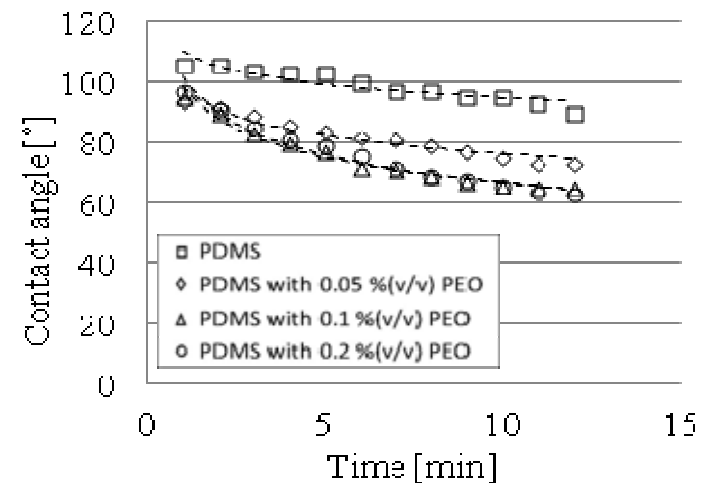 120
100
80
60
40
20
0
Contact angle [°]
PDMS
PDMS with 0.05 %(v/v) PEO
PDMS with 0.1 %(v/v) PEO
PDMS with 0.2 %(v/v) PEO
0 5 10 15
Time [min]